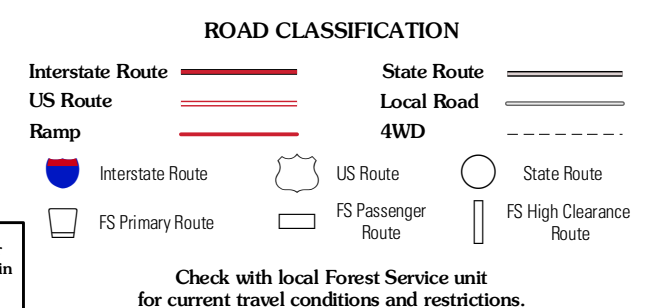 ROAD CLASSIFICATION
Interstate Route
State Route
US Route
Local Road
Ramp
4WD
Interstate Route
US Route
State Route
FS Primary Route
FS Passenger
Route
FS High Clearance
Route
in
Check with local Forest Service unit
for current travel conditions and restrictions.